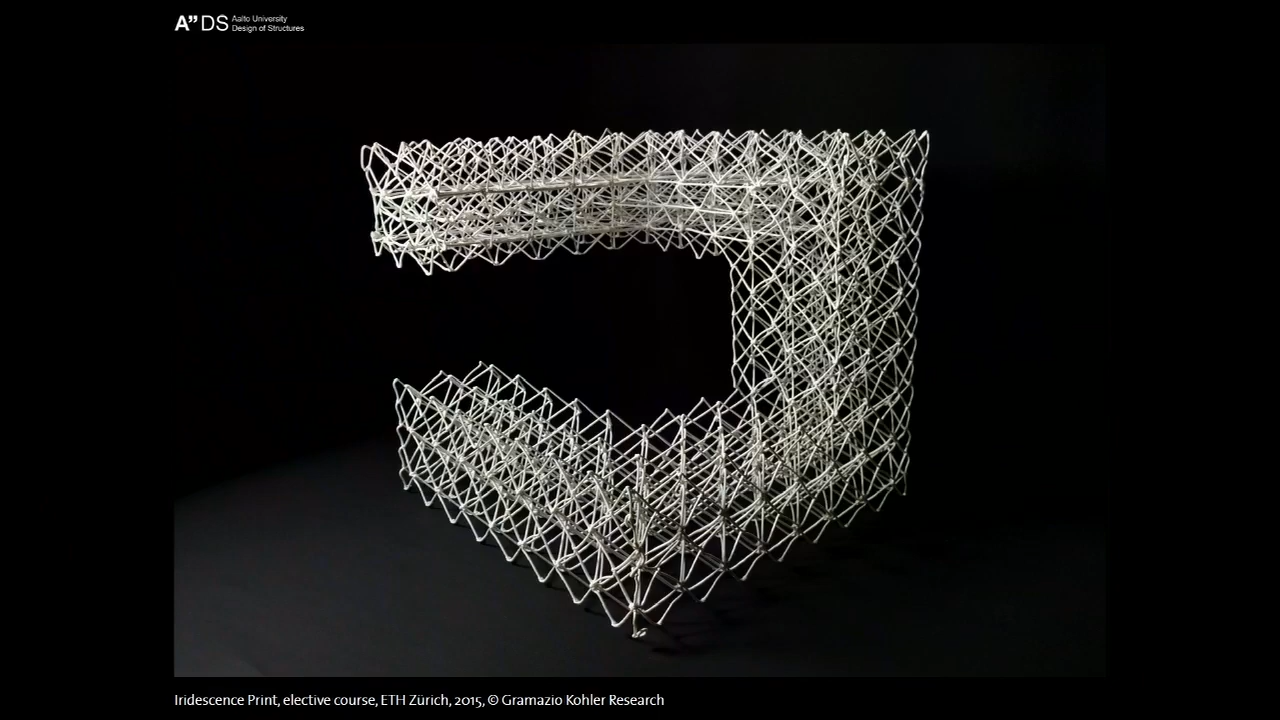 A” DS Aalto University
Design of Structures
Iridescence Print, elective course, ETH Zürich, 2015, © Gramazio Kohler Research